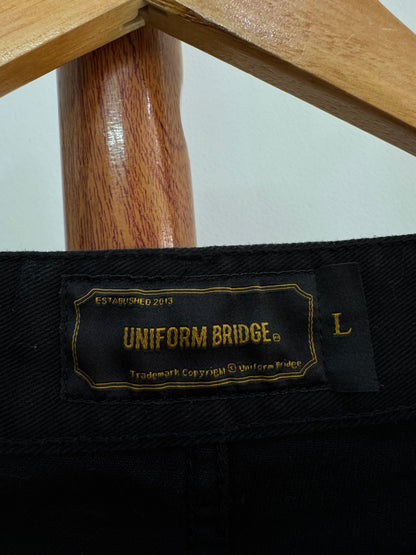 ESTABLISHED 2013
UNIFORM BRIDGE®
Trademark Copyright © Uniform Bridge
L